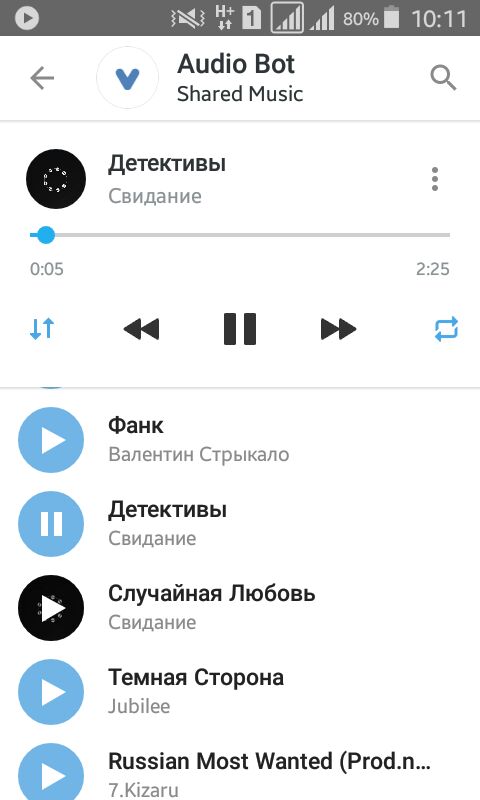 H+ 1 80% 10:11
Audio Bot
Shared Music
Детективы
Свидание
0:05 2:25
Фанк
Валентин Стрыкало
Детективы
Свидание
Случайная Любовь
Свидание
Темная Сторона
Jubilee
Russian Most Wanted (Prod.n...
7.Kizaru